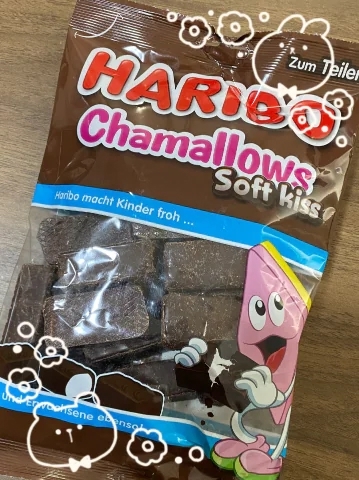 Zum Teilen
HARIBO
Chamallows
Soft kiss
Haribo macht Kinder froh ...
und Erwachsene ebenso!